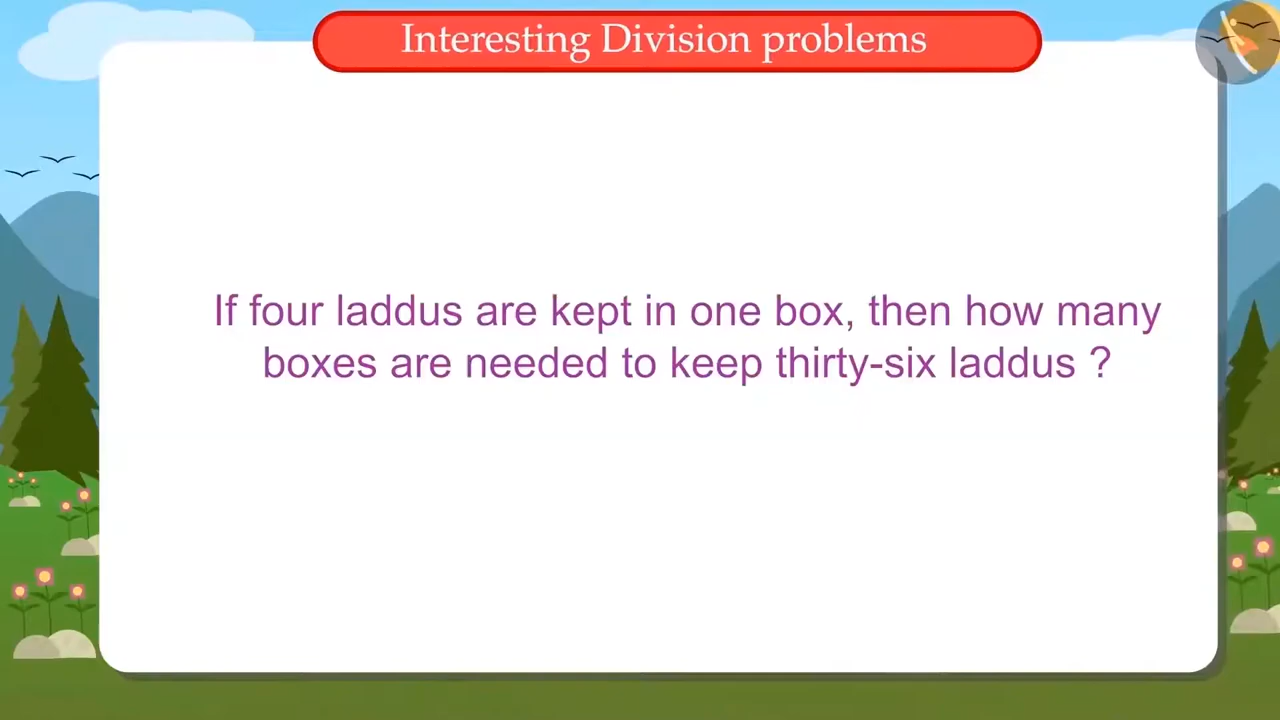 Interesting Division problems
If four laddus are kept in one box, then how many
boxes are needed to keep thirty-six laddus ?